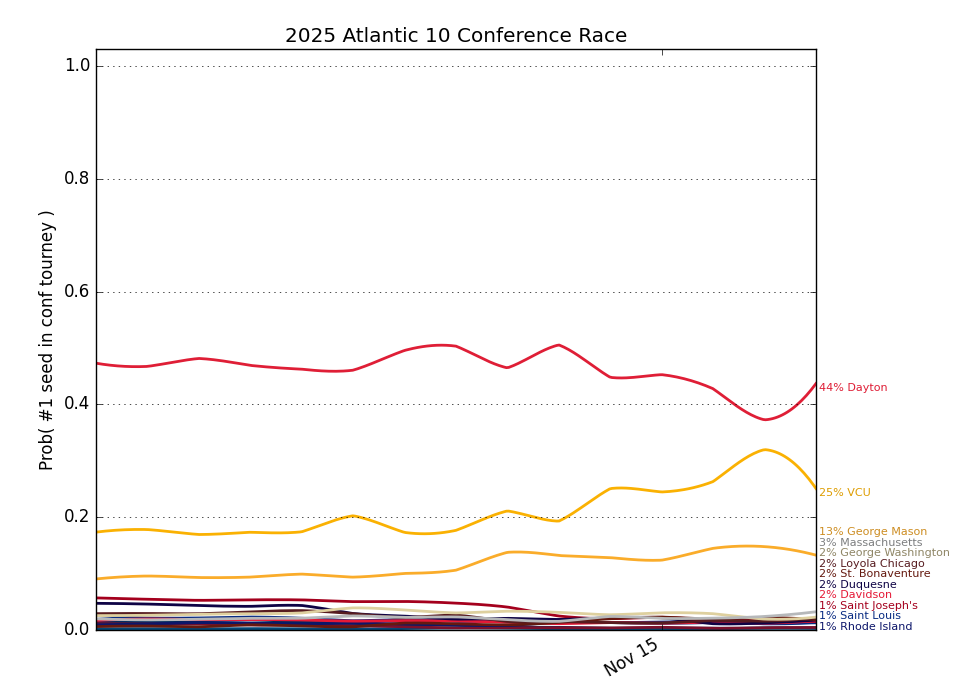 2025 Atlantic 10 Conference Race
Prob( #1 seed in conf tourney )
1.0
0.8
0.6
0.4
0.2
0.0
Nov 15
44% Dayton
25% VCU
13% George Mason
3% Massachusetts
2% George Washington
2% Loyola Chicago
2% St. Bonaventure
2% Duquesne
2% Davidson
1% Saint Joseph's
1% Saint Louis
1% Rhode Island